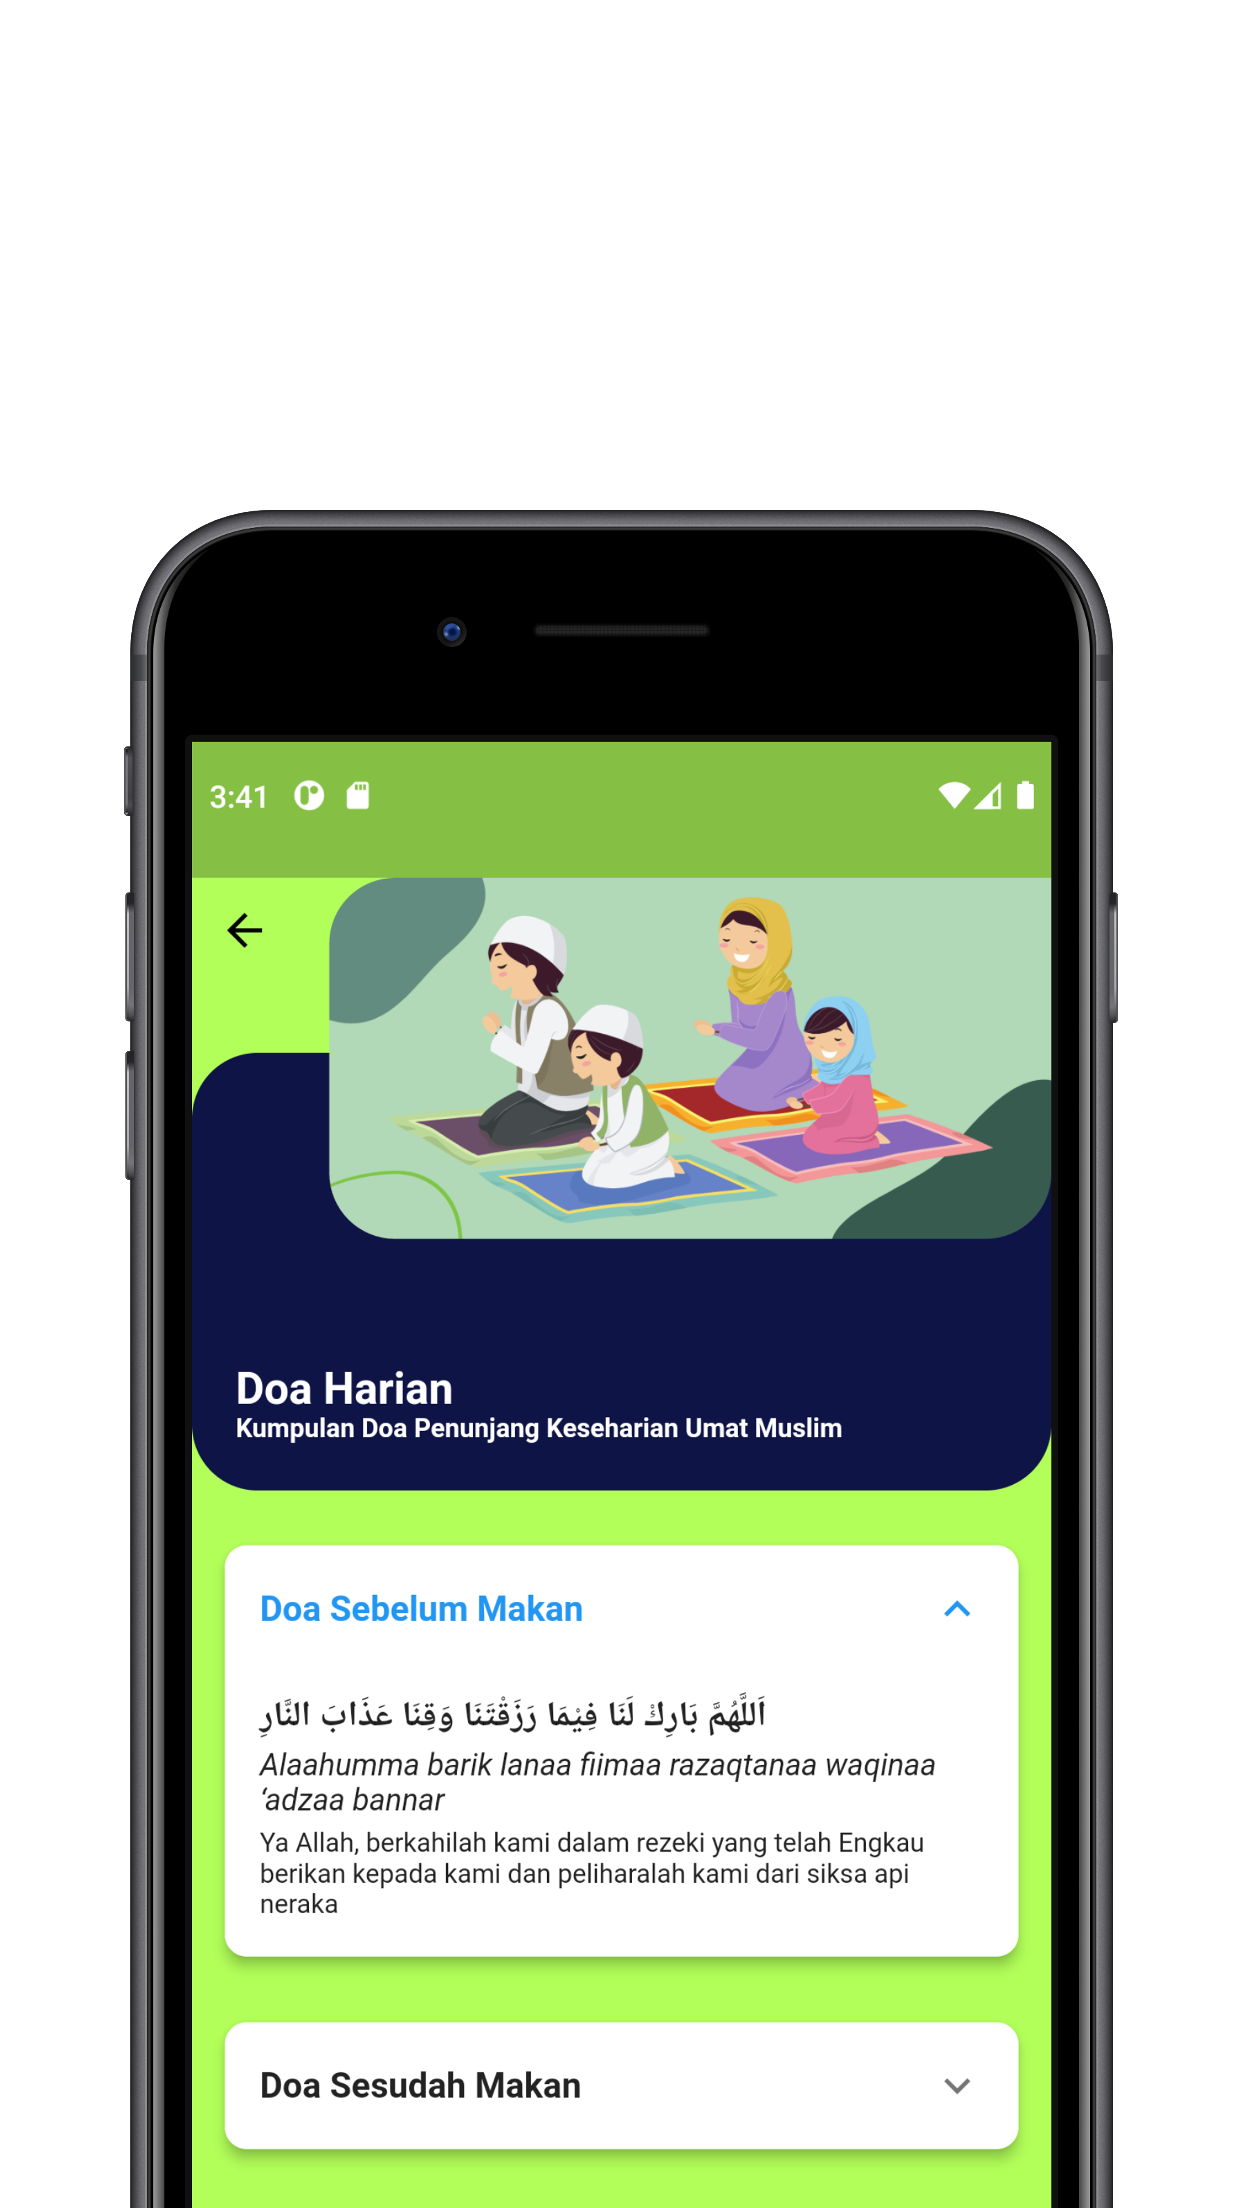 3:41
Doa Harian
Kumpulan Doa Penunjang Keseharian Umat Muslim
Doa Sebelum Makan
اَللَّهُمَّ بَارِكْ لَنَا فِيْمَا رَزَقْتَنَا وَقِنَا عَذَابَ النَّارِ
Alaahumma barik lanaa fiimaa razaqtanaa waqinaa
‘adzaa bannar
Ya Allah, berkahilah kami dalam rezeki yang telah Engkau
berikan kepada kami dan peliharalah kami dari siksa api
neraka
Doa Sesudah Makan